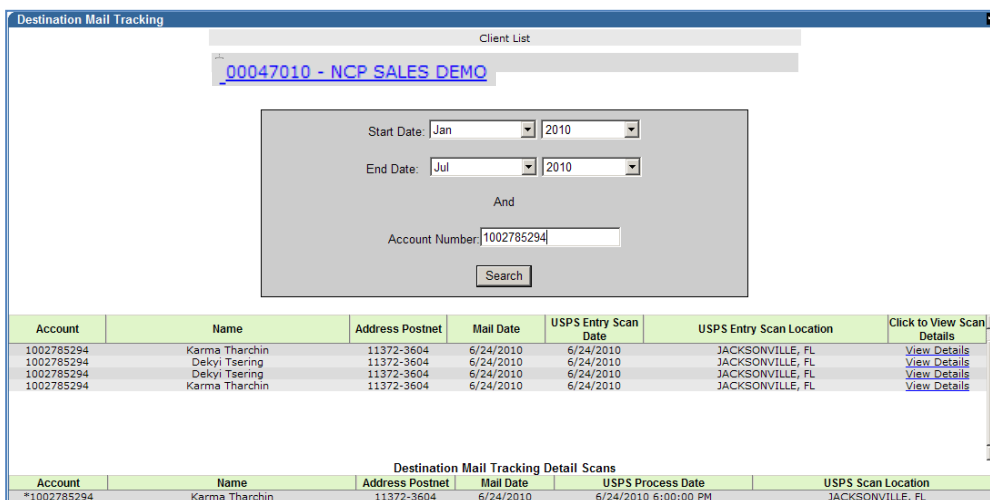 Destination Mail Tracking
Client List
00047010 - NCP SALES DEMO
Start Date: Jan 2010
End Date: Jul 2010
And
Account Number: 1002785294
Search
Account Name Address Postnet Mail Date USPS Entry Scan Date USPS Entry Scan Location Click to View Scan Details
1002785294 Karma Tharchin 11372-3604 6/24/2010 6/24/2010 JACKSONVILLE, FL View Details
1002785294 Dekyi Tsering 11372-3604 6/24/2010 6/24/2010 JACKSONVILLE, FL View Details
1002785294 Dekyi Tsering 11372-3604 6/24/2010 6/24/2010 JACKSONVILLE, FL View Details
1002785294 Karma Tharchin 11372-3604 6/24/2010 6/24/2010 JACKSONVILLE, FL View Details
Destination Mail Tracking Detail Scans
Account Name Address Postnet Mail Date USPS Process Date USPS Scan Location
*1002785294 Karma Tharchin 11372-3604 6/24/2010 6/24/2010 6:00:00 PM JACKSONVILLE, FL